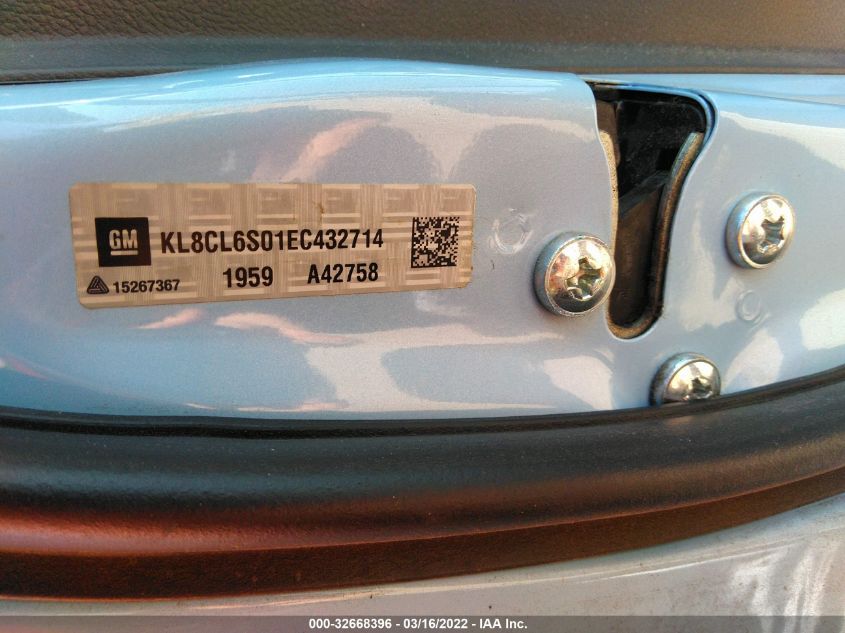 GM KL8CL6S01EC432714
15267367 1959 A42758
000-32668396 - 03/16/2022 - IAA Inc.